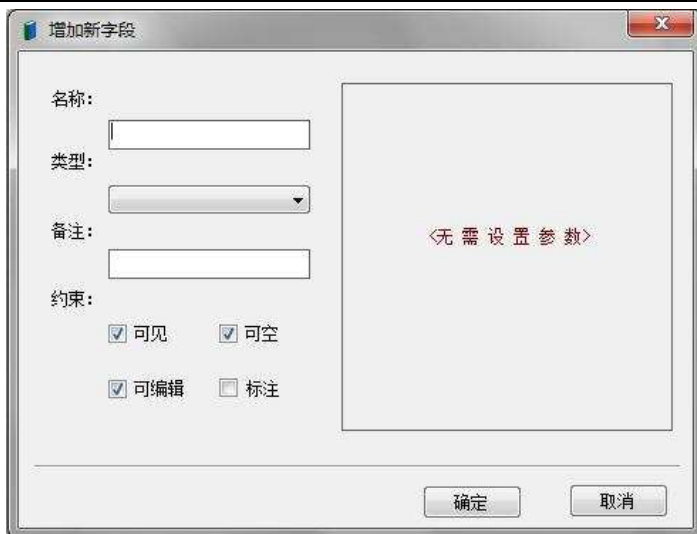 增加新字段
名称：
类型：
备注：
约束：
可见 可空
可编辑 标注
<无需设置参数>
确定 取消